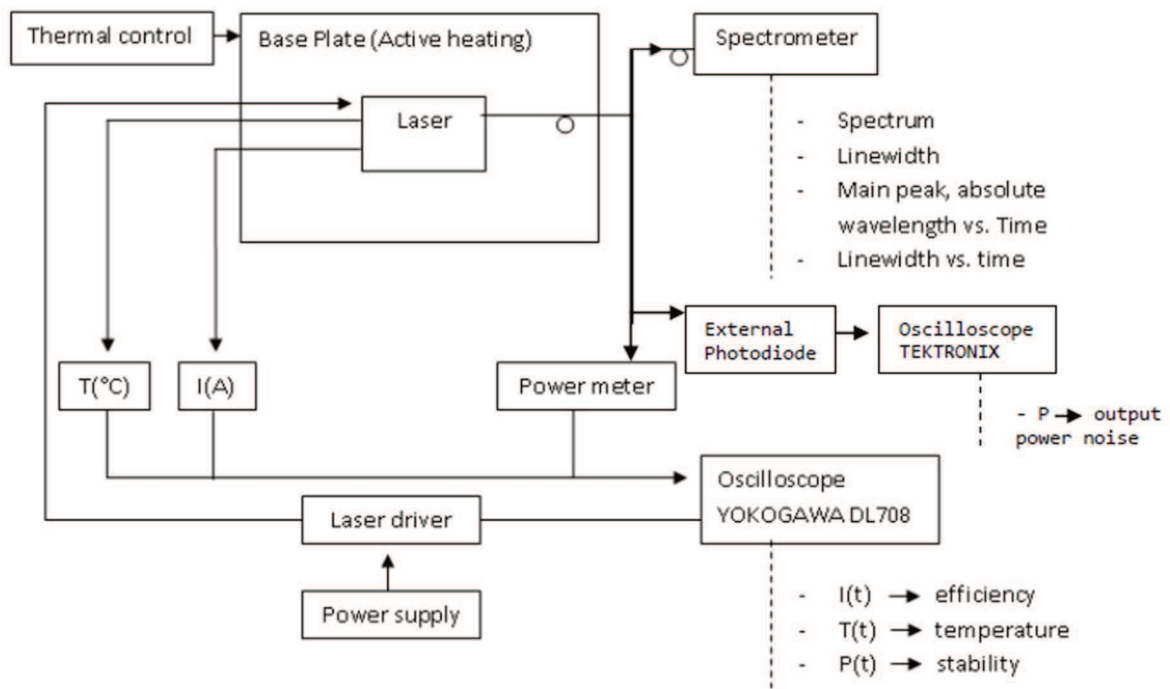 Thermal control
Base Plate (Active heating)
Spectrometer
Laser
- Spectrum
- Linewidth
- Main peak, absolute
wavelength vs. Time
- Linewidth vs. time
External
Photodiode
Oscilloscope
TEKTRONIX
T(°C)
I(A)
Power meter
- P → output
power noise
Oscilloscope
YOKOGAWA DL708
Laser driver
Power supply
- I(t) → efficiency
- T(t) → temperature
- P(t) → stability